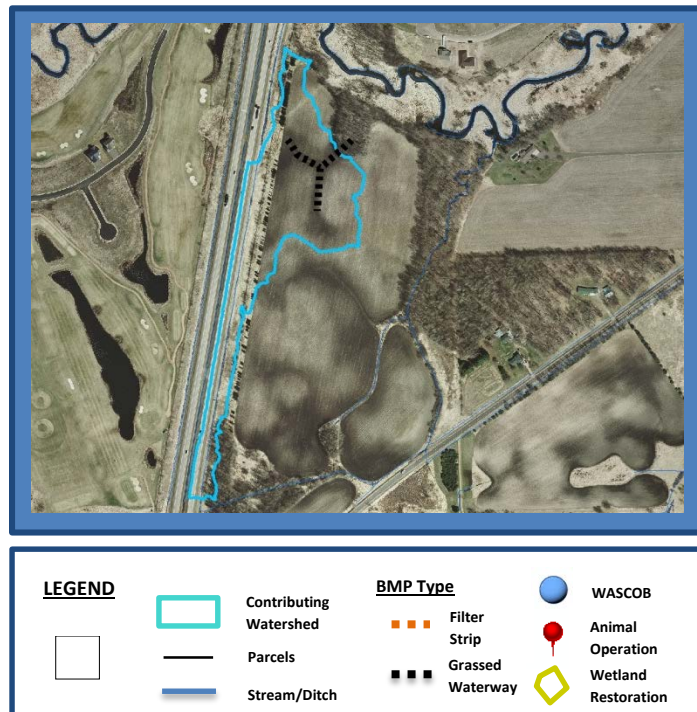 LEGEND
Contributing
Watershed
Parcels
Stream/Ditch
BMP Type
Filter
Strip
Grassed
Waterway
WASCOB
Animal
Operation
Wetland
Restoration